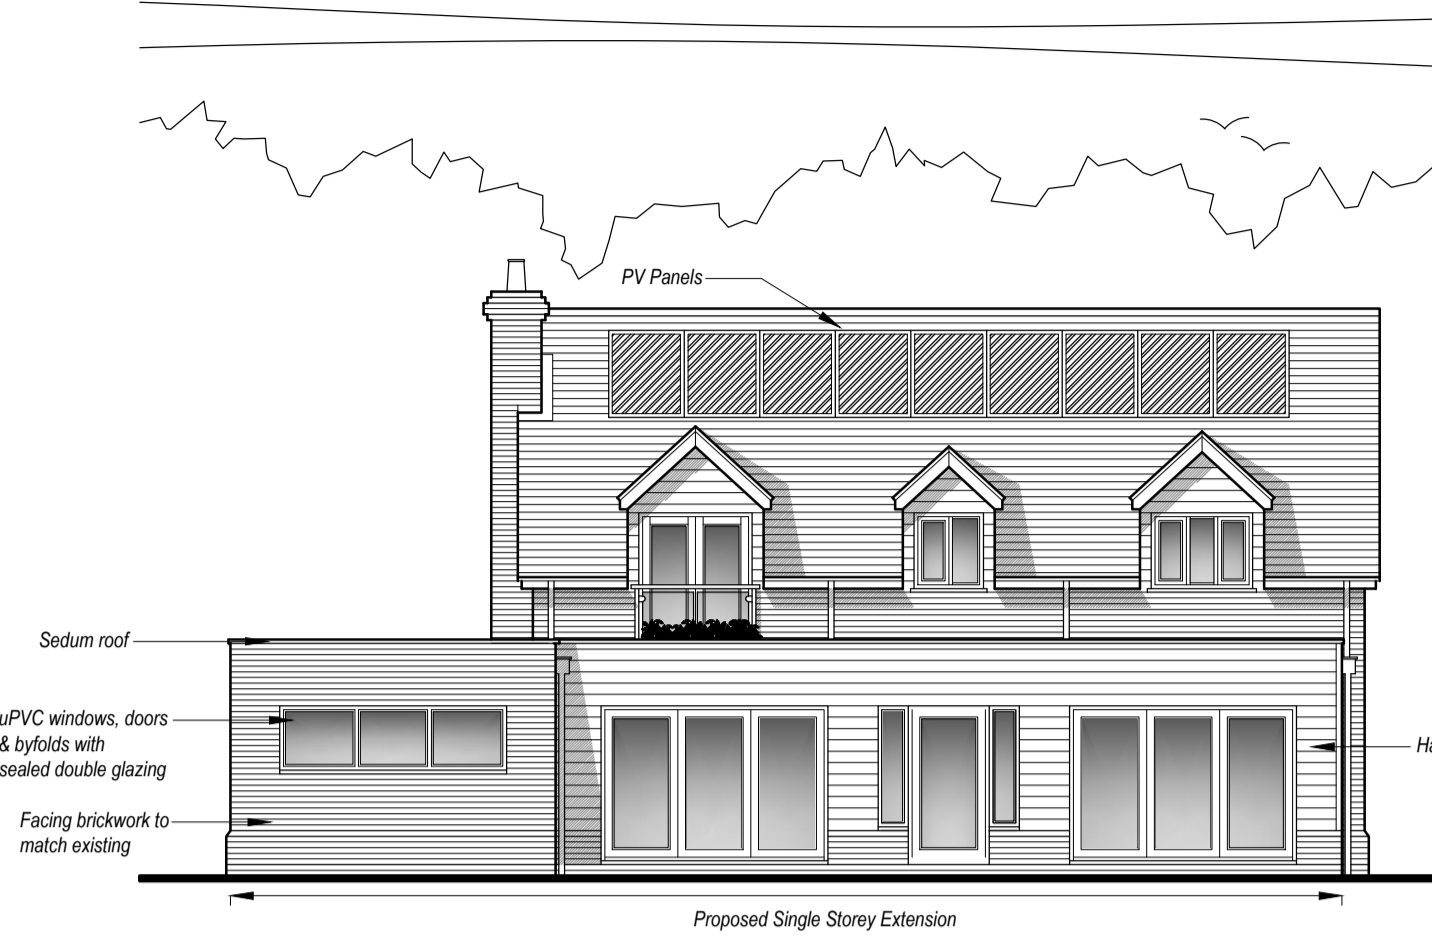 PV Panels
Sedum roof
uPVC windows, doors
& byfolds with
sealed double glazing
Facing brickwork to
match existing
Proposed Single Storey Extension